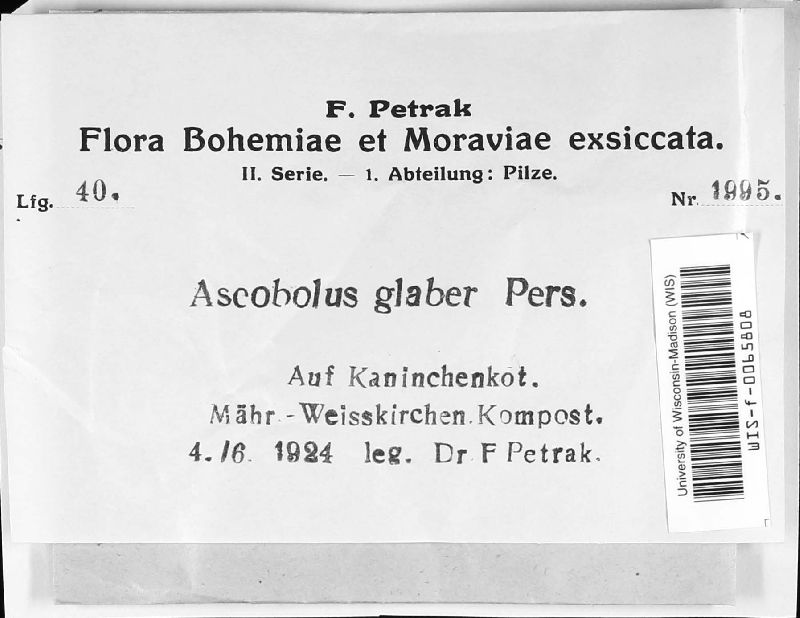 F. Petrak
Flora Bohemiae et Moraviae exsiccata.
II. Serie. — 1. Abteilung: Pilze.
Lfg. 40.
Nr. 1995.
Ascobolus glaber Pers.
Auf Kaninchenkot.
Mähr.-Weisskirchen. Kompost.
4./6. 1924 leg. Dr. F Petrak.
University of Wisconsin-Madison (WIS)
WIS-f-0065808